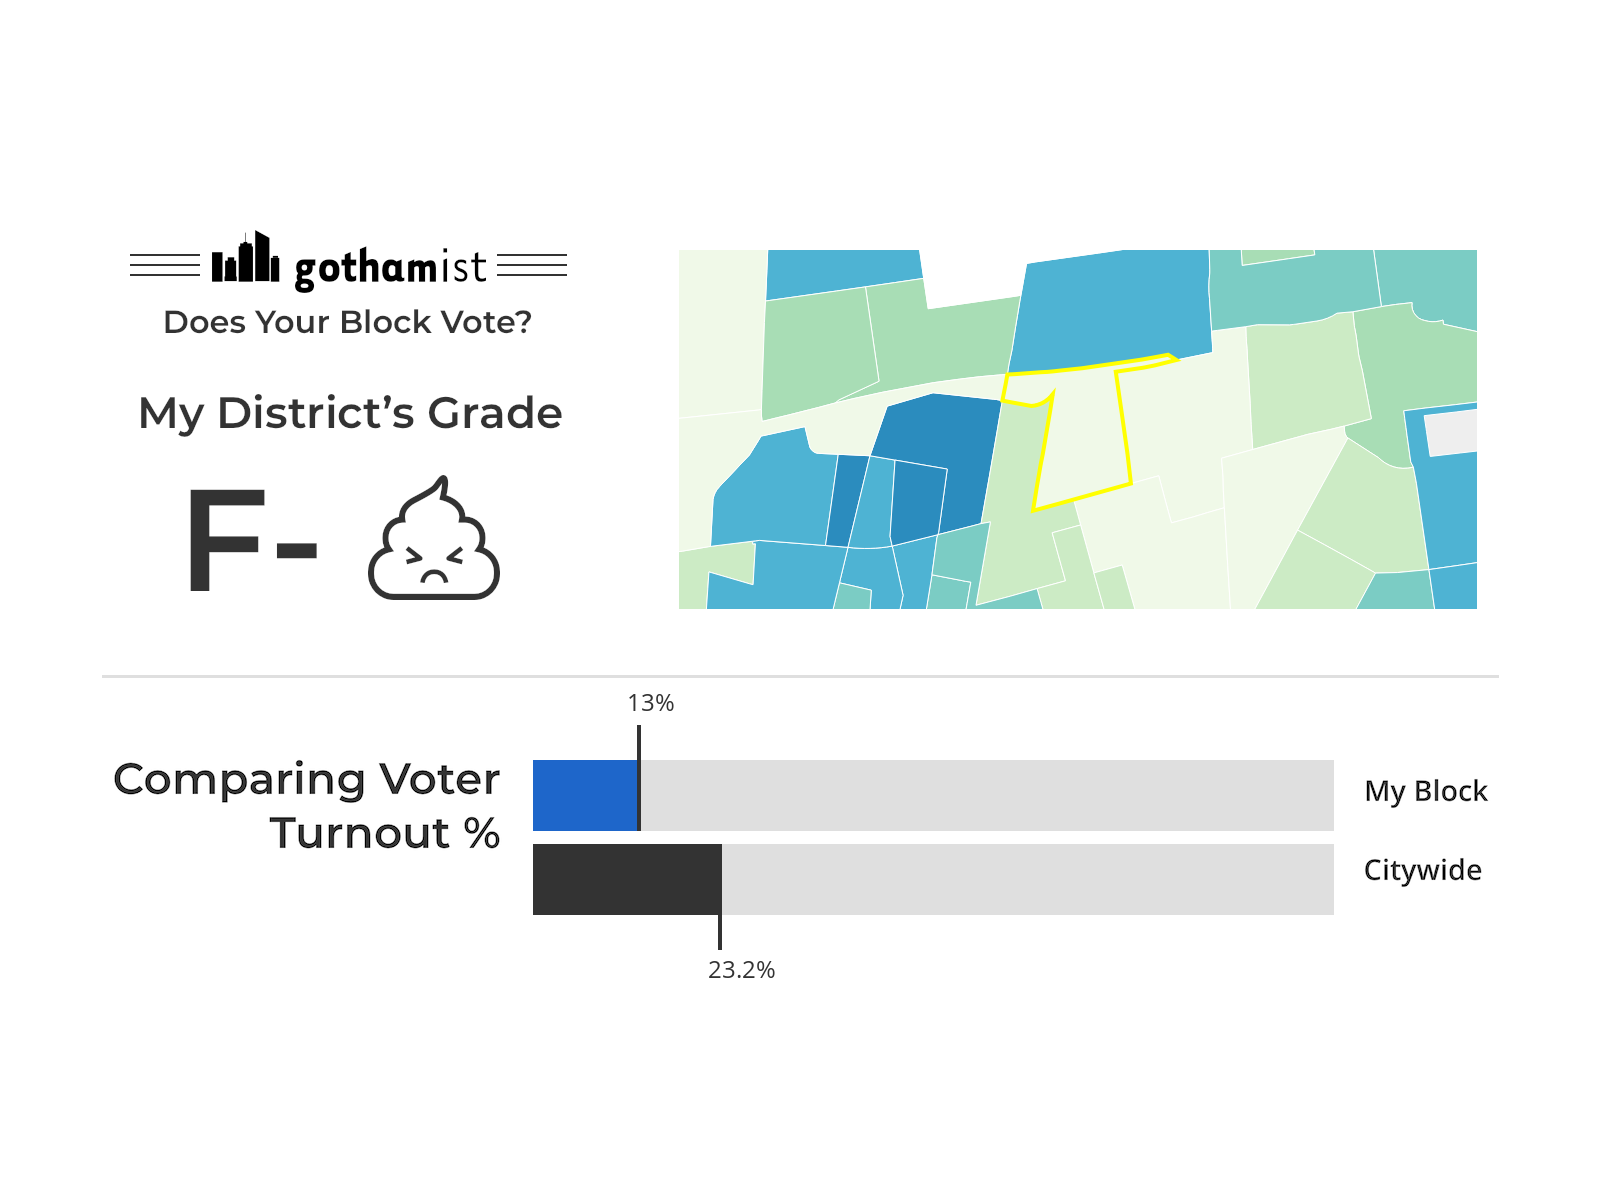 gothamist
Does Your Block Vote?
My District’s Grade
F-
13%
Comparing Voter
Turnout %
My Block
Citywide
23.2%